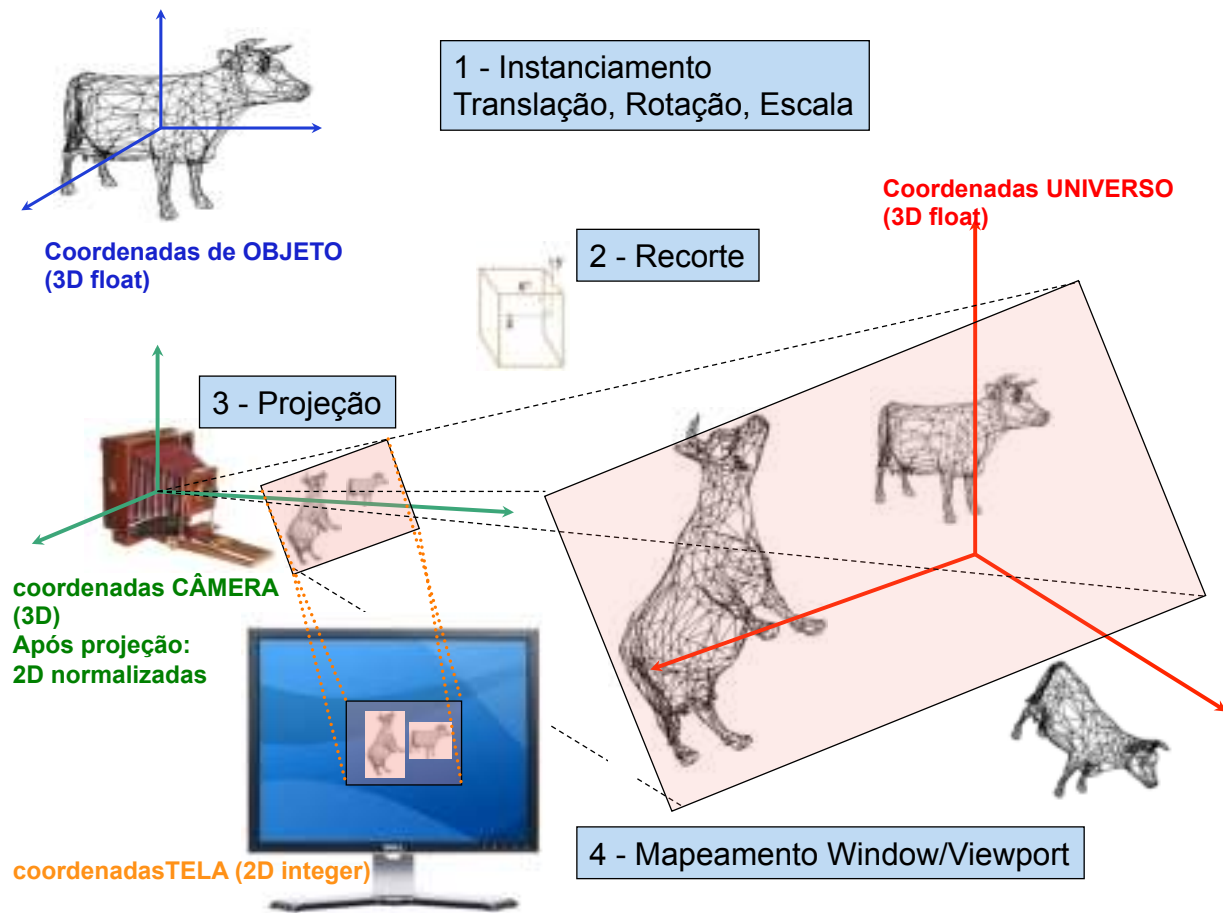 1 - Instanciamento
Translação, Rotação, Escala
Coordenadas UNIVERSO
(3D float)
Coordenadas de OBJETO
(3D float)
2 - Recorte
3 - Projeção
coordenadas CÂMERA
(3D)
Após projeção:
2D normalizadas
4 - Mapeamento Window/Viewport
coordenadasTELA (2D integer)